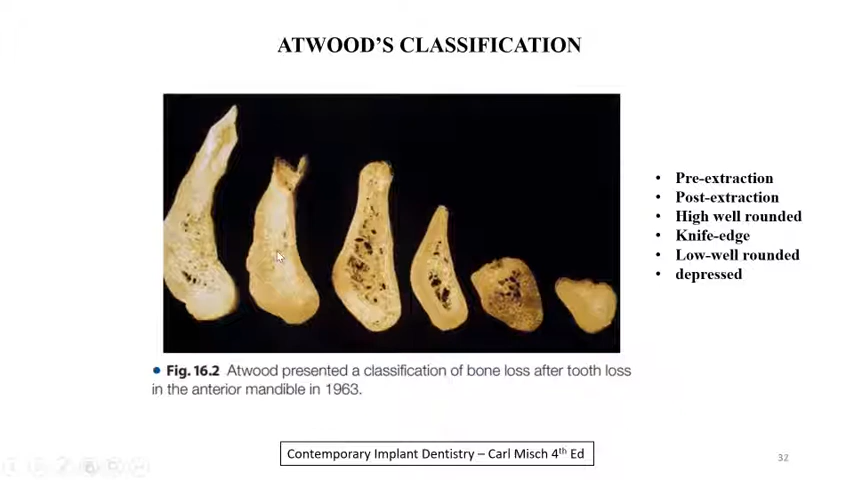 ATWOOD'S CLASSIFICATION
• Pre-extraction
• Post-extraction
• High well rounded
• Knife-edge
• Low-well rounded
• depressed
• Fig. 16.2 Atwood presented a classification of bone loss after tooth loss
in the anterior mandible in 1963.
Contemporary Implant Dentistry – Carl Misch 4th Ed
32